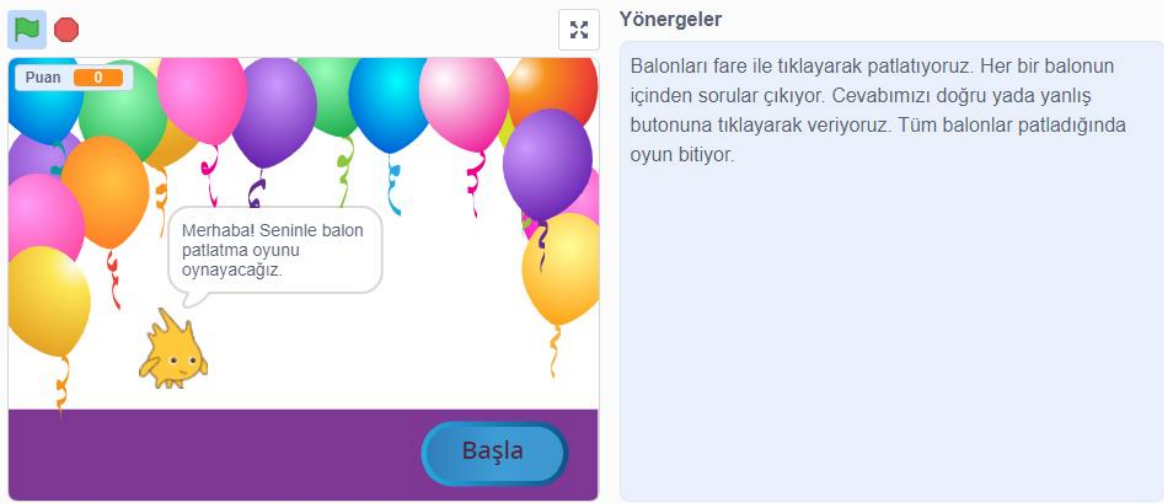 Yönergeler
Puan 0
Merhaba! Seninle balon
patlatma oyunu
oynayacağız.
Başla
Balonları fare ile tıklayarak patlatıyoruz. Her bir balonun
içinden sorular çıkıyor. Cevabımızı doğru yada yanlış
butonuna tıklayarak veriyoruz. Tüm balonlar patladığında
oyun bitiyor.